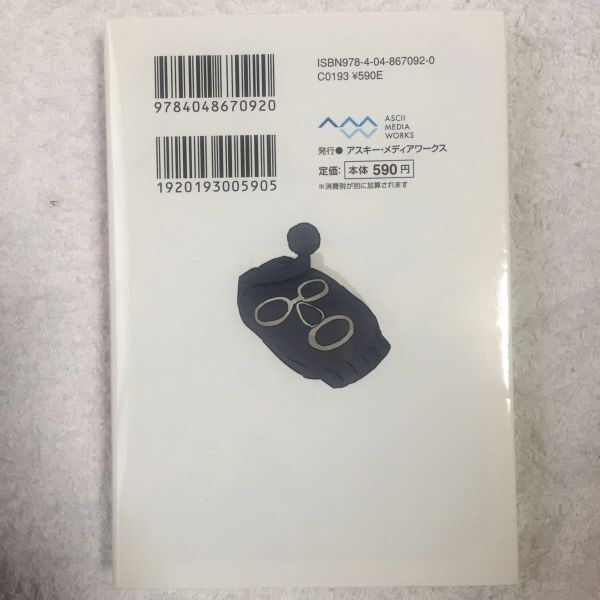 ISBN978-4-04-867092-0
C0193 ¥590E
9784048670920
ASCII
MEDIA
WORKS
発行●アスキー・メディアワークス
定価: 本体 590 円
※消費税が別に加算されます
1920193005905